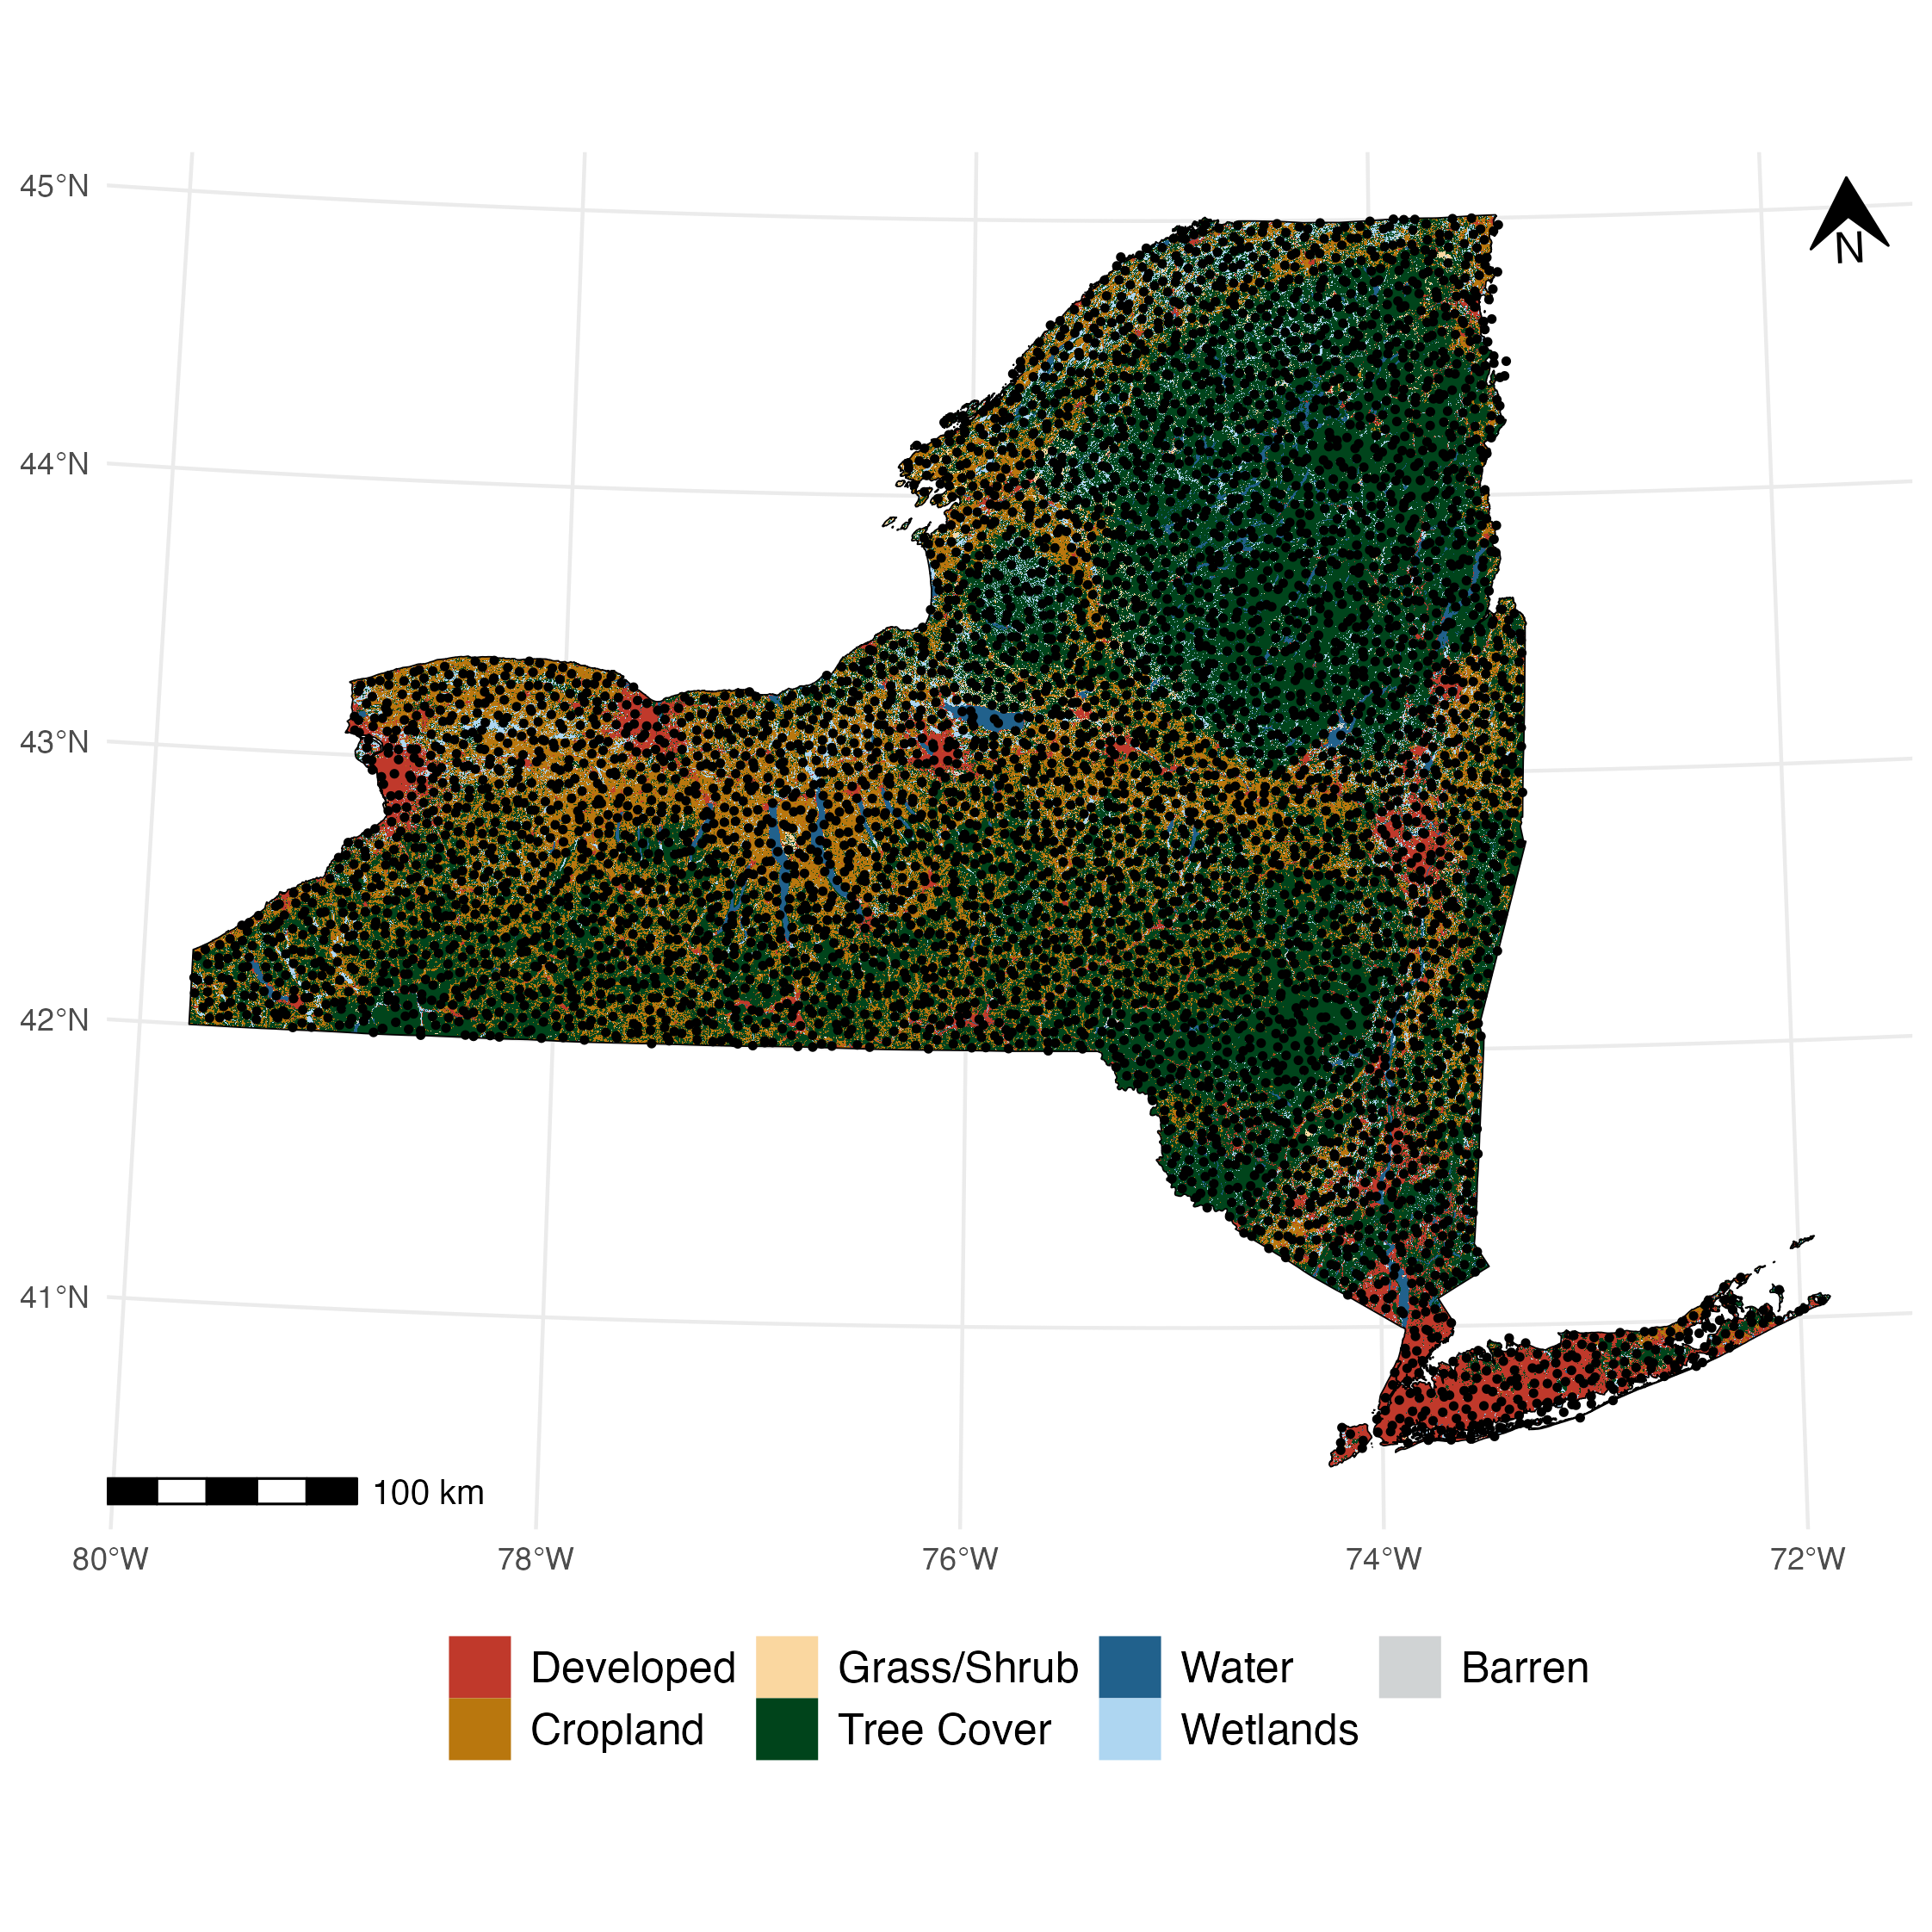 45°N
N
44°N
43°N
42°N
41°N
100 km
80°W 78°W 76°W 74°W 72°W
Developed Grass/Shrub Water Barren
Cropland Tree Cover Wetlands